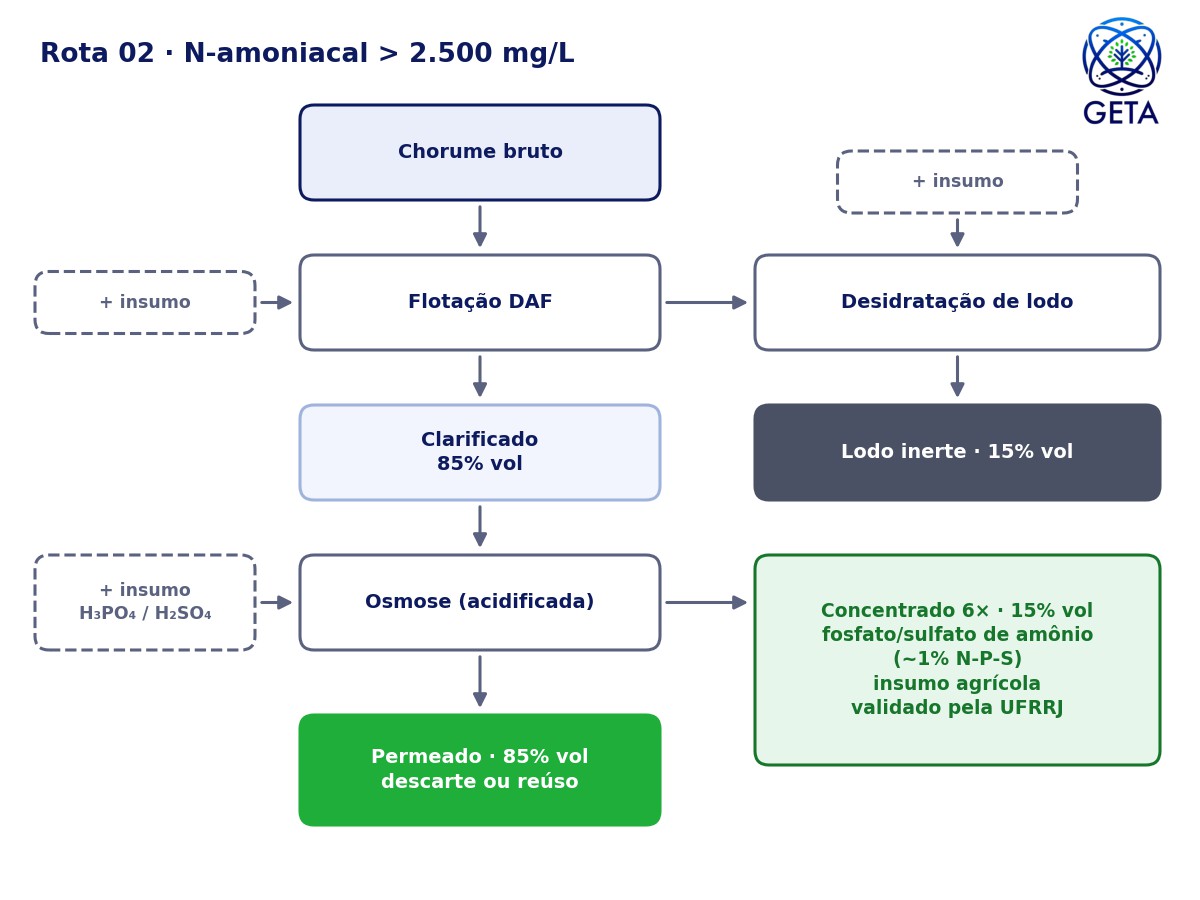 Rota 02 · N-amoniacal > 2.500 mg/L
GETA
Chorume bruto
+ insumo
+ insumo
Flotação DAF
Desidratação de lodo
Clarificado
85% vol
Lodo inerte · 15% vol
+ insumo
H₃PO₄ / H₂SO₄
Osmose (acidificada)
Concentrado 6× · 15% vol
fosfato/sulfato de amônio
(~1% N-P-S)
insumo agrícola
validado pela UFRRJ
Permeado · 85% vol
descarte ou reúso